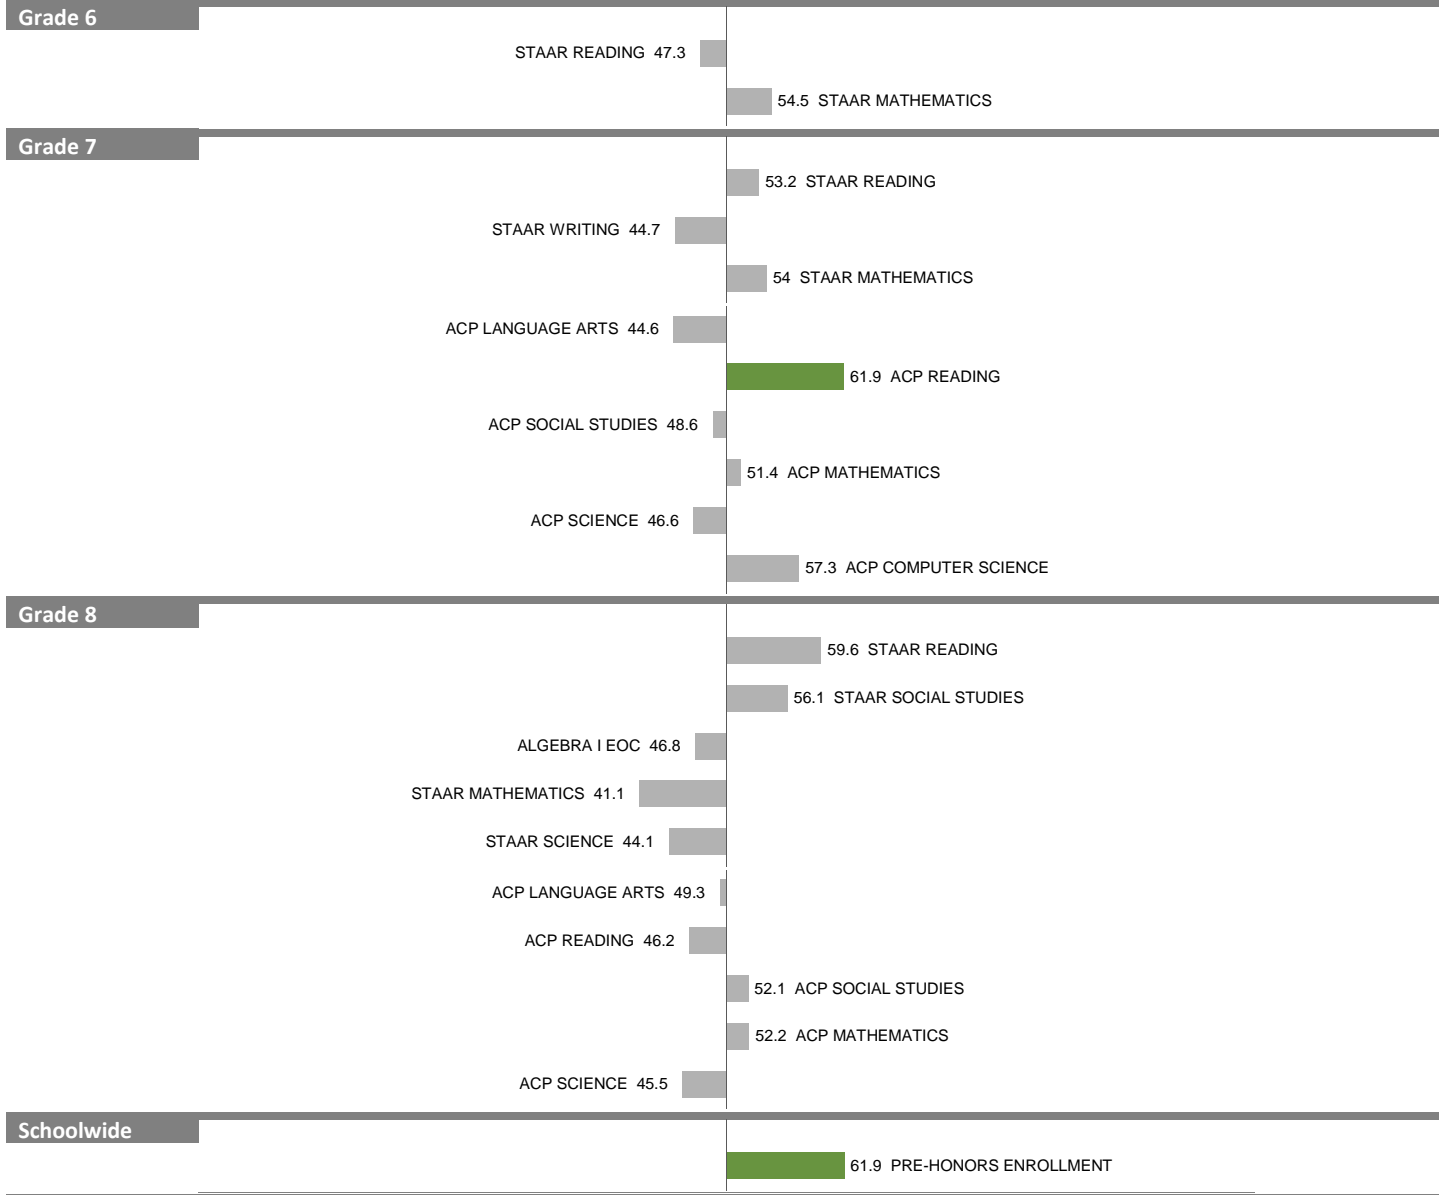 Grade 6
STAAR READING 47.3
54.5 STAAR MATHEMATICS
Grade 7
53.2 STAAR READING
STAAR WRITING 44.7
54 STAAR MATHEMATICS
ACP LANGUAGE ARTS 44.6
61.9 ACP READING
ACP SOCIAL STUDIES 48.6
51.4 ACP MATHEMATICS
ACP SCIENCE 46.6
57.3 ACP COMPUTER SCIENCE
Grade 8
59.6 STAAR READING
56.1 STAAR SOCIAL STUDIES
ALGEBRA I EOC 46.8
STAAR MATHEMATICS 41.1
STAAR SCIENCE 44.1
ACP LANGUAGE ARTS 49.3
ACP READING 46.2
52.1 ACP SOCIAL STUDIES
52.2 ACP MATHEMATICS
ACP SCIENCE 45.5
Schoolwide
61.9 PRE-HONORS ENROLLMENT